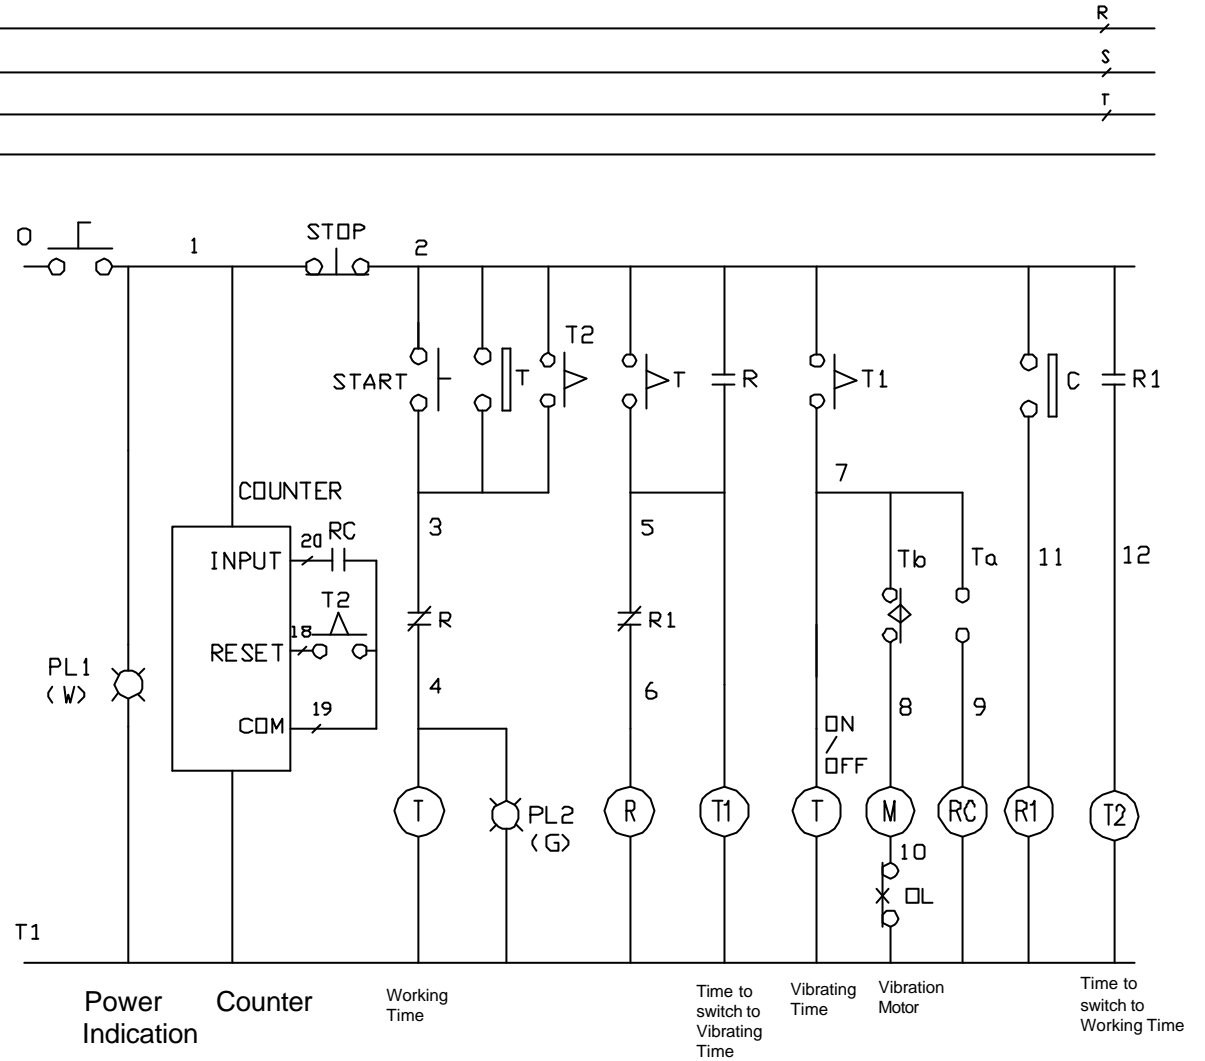 R
S
T
O
1
STOP
2
START
T
T2
T
R
T1
C
R1
COUNTER
7
INPUT
20
RC
3
5
Tb
Ta
11
12
T2
R
R1
RESET
18
PL1
(W)
4
6
COM
19
8
9
ON
/
OFF
T
PL2
(G)
R
T1
T
M
RC
R1
T2
10
OL
T1
Power
Indication
Counter
Working
Time
Time to
switch to
Vibrating
Time
Vibrating
Time
Vibration
Motor
Time to
switch to
Working Time